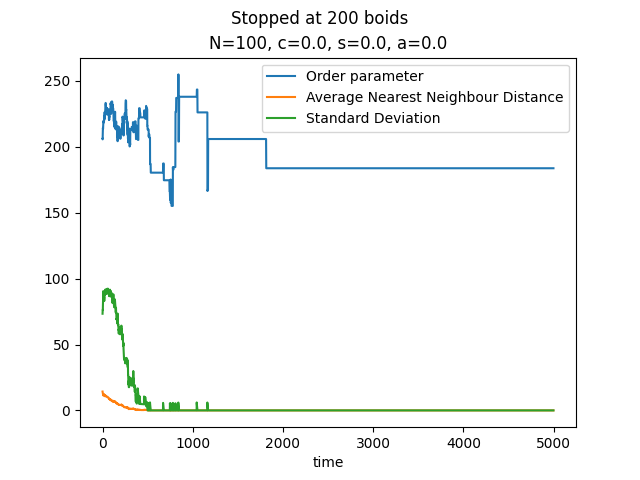 Stopped at 200 boids
N=100, c=0.0, s=0.0, a=0.0
Order parameter
Average Nearest Neighbour Distance
Standard Deviation
250
200
150
100
50
0
0 1000 2000 3000 4000 5000
time